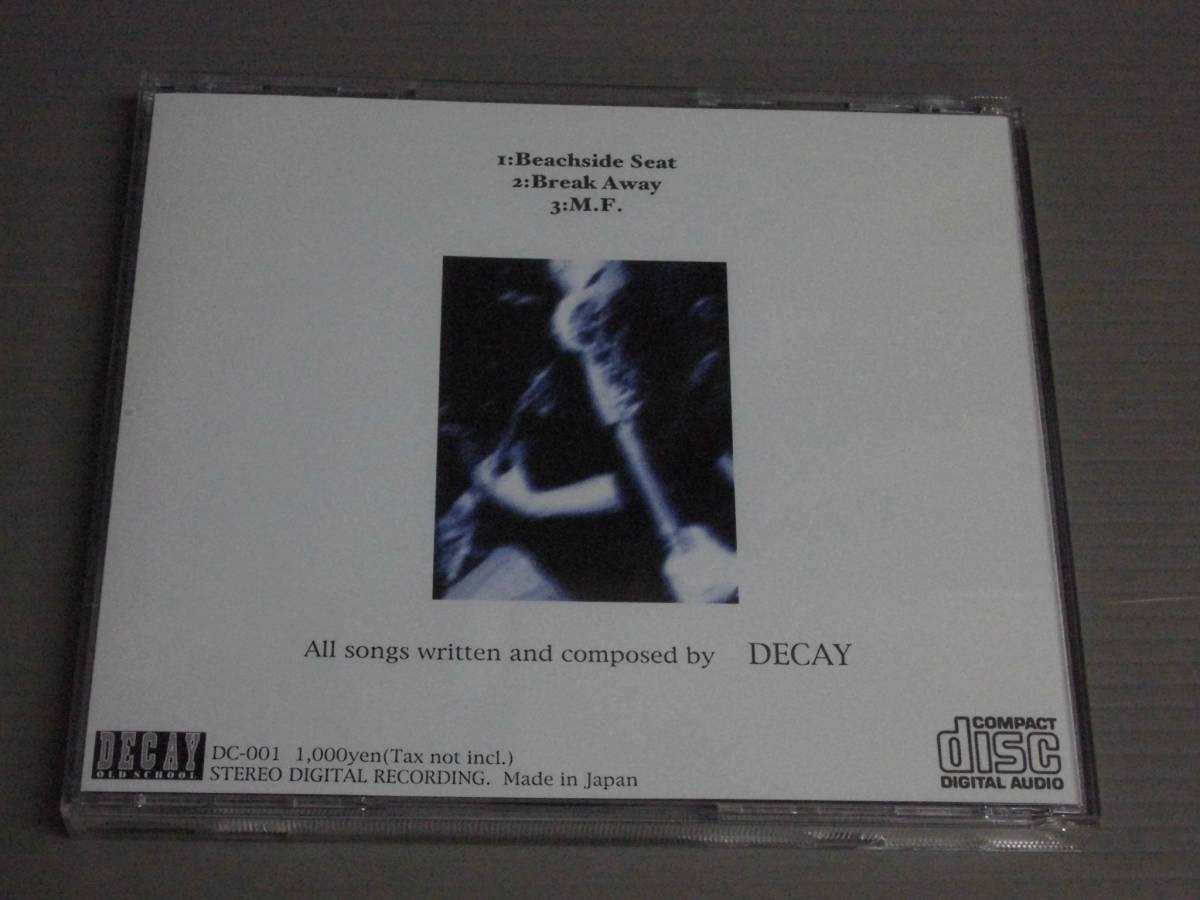 1:Beachside Seat
2:Break Away
3:M.F.
All songs written and composed by DECAY
DECAY
OLD SCHOOL
DC-001 1,000yen(Tax not incl.)
STEREO DIGITAL RECORDING. Made in Japan
COMPACT
disc
DIGITAL AUDIO